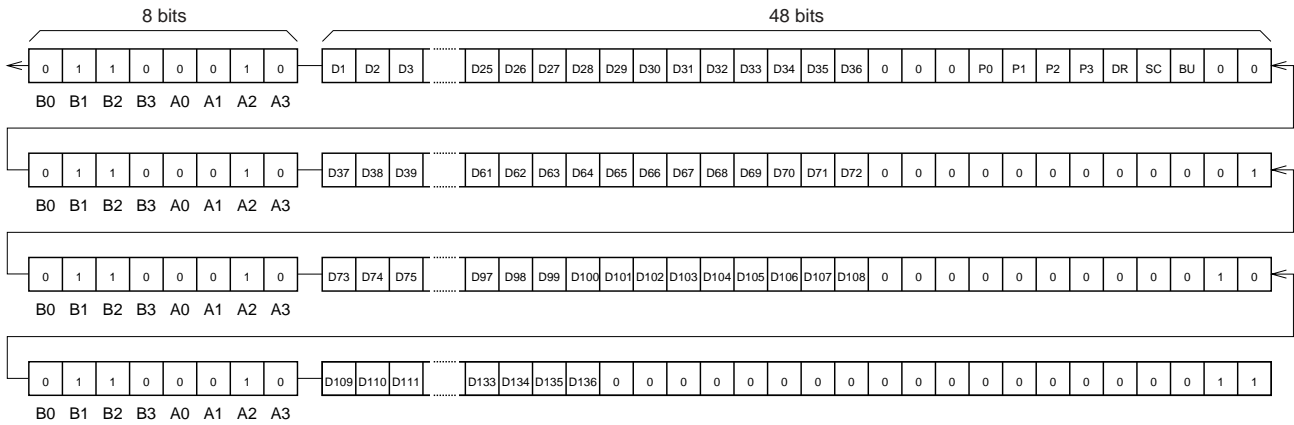 8 bits 48 bits
0 1 1 0 0 0 1 0 D1 D2 D3 D25 D26 D27 D28 D29 D30 D31 D32 D33 D34 D35 D36 0 0 0 P0 P1 P2 P3 DR SC BU 0 0
B0 B1 B2 B3 A0 A1 A2 A3
0 1 1 0 0 0 1 0 D37 D38 D39 D61 D62 D63 D64 D65 D66 D67 D68 D69 D70 D71 D72 0 0 0 0 0 0 0 0 0 0 0 1
B0 B1 B2 B3 A0 A1 A2 A3
0 1 1 0 0 0 1 0 D73 D74 D75 D97 D98 D99 D100 D101 D102 D103 D104 D105 D106 D107 D108 0 0 0 0 0 0 0 0 0 0 1 0
B0 B1 B2 B3 A0 A1 A2 A3
0 1 1 0 0 0 1 0 D109 D110 D111 D133 D134 D135 D136 0 0 0 0 0 0 0 0 0 0 0 0 0 0 0 0 0 0 1 1
B0 B1 B2 B3 A0 A1 A2 A3